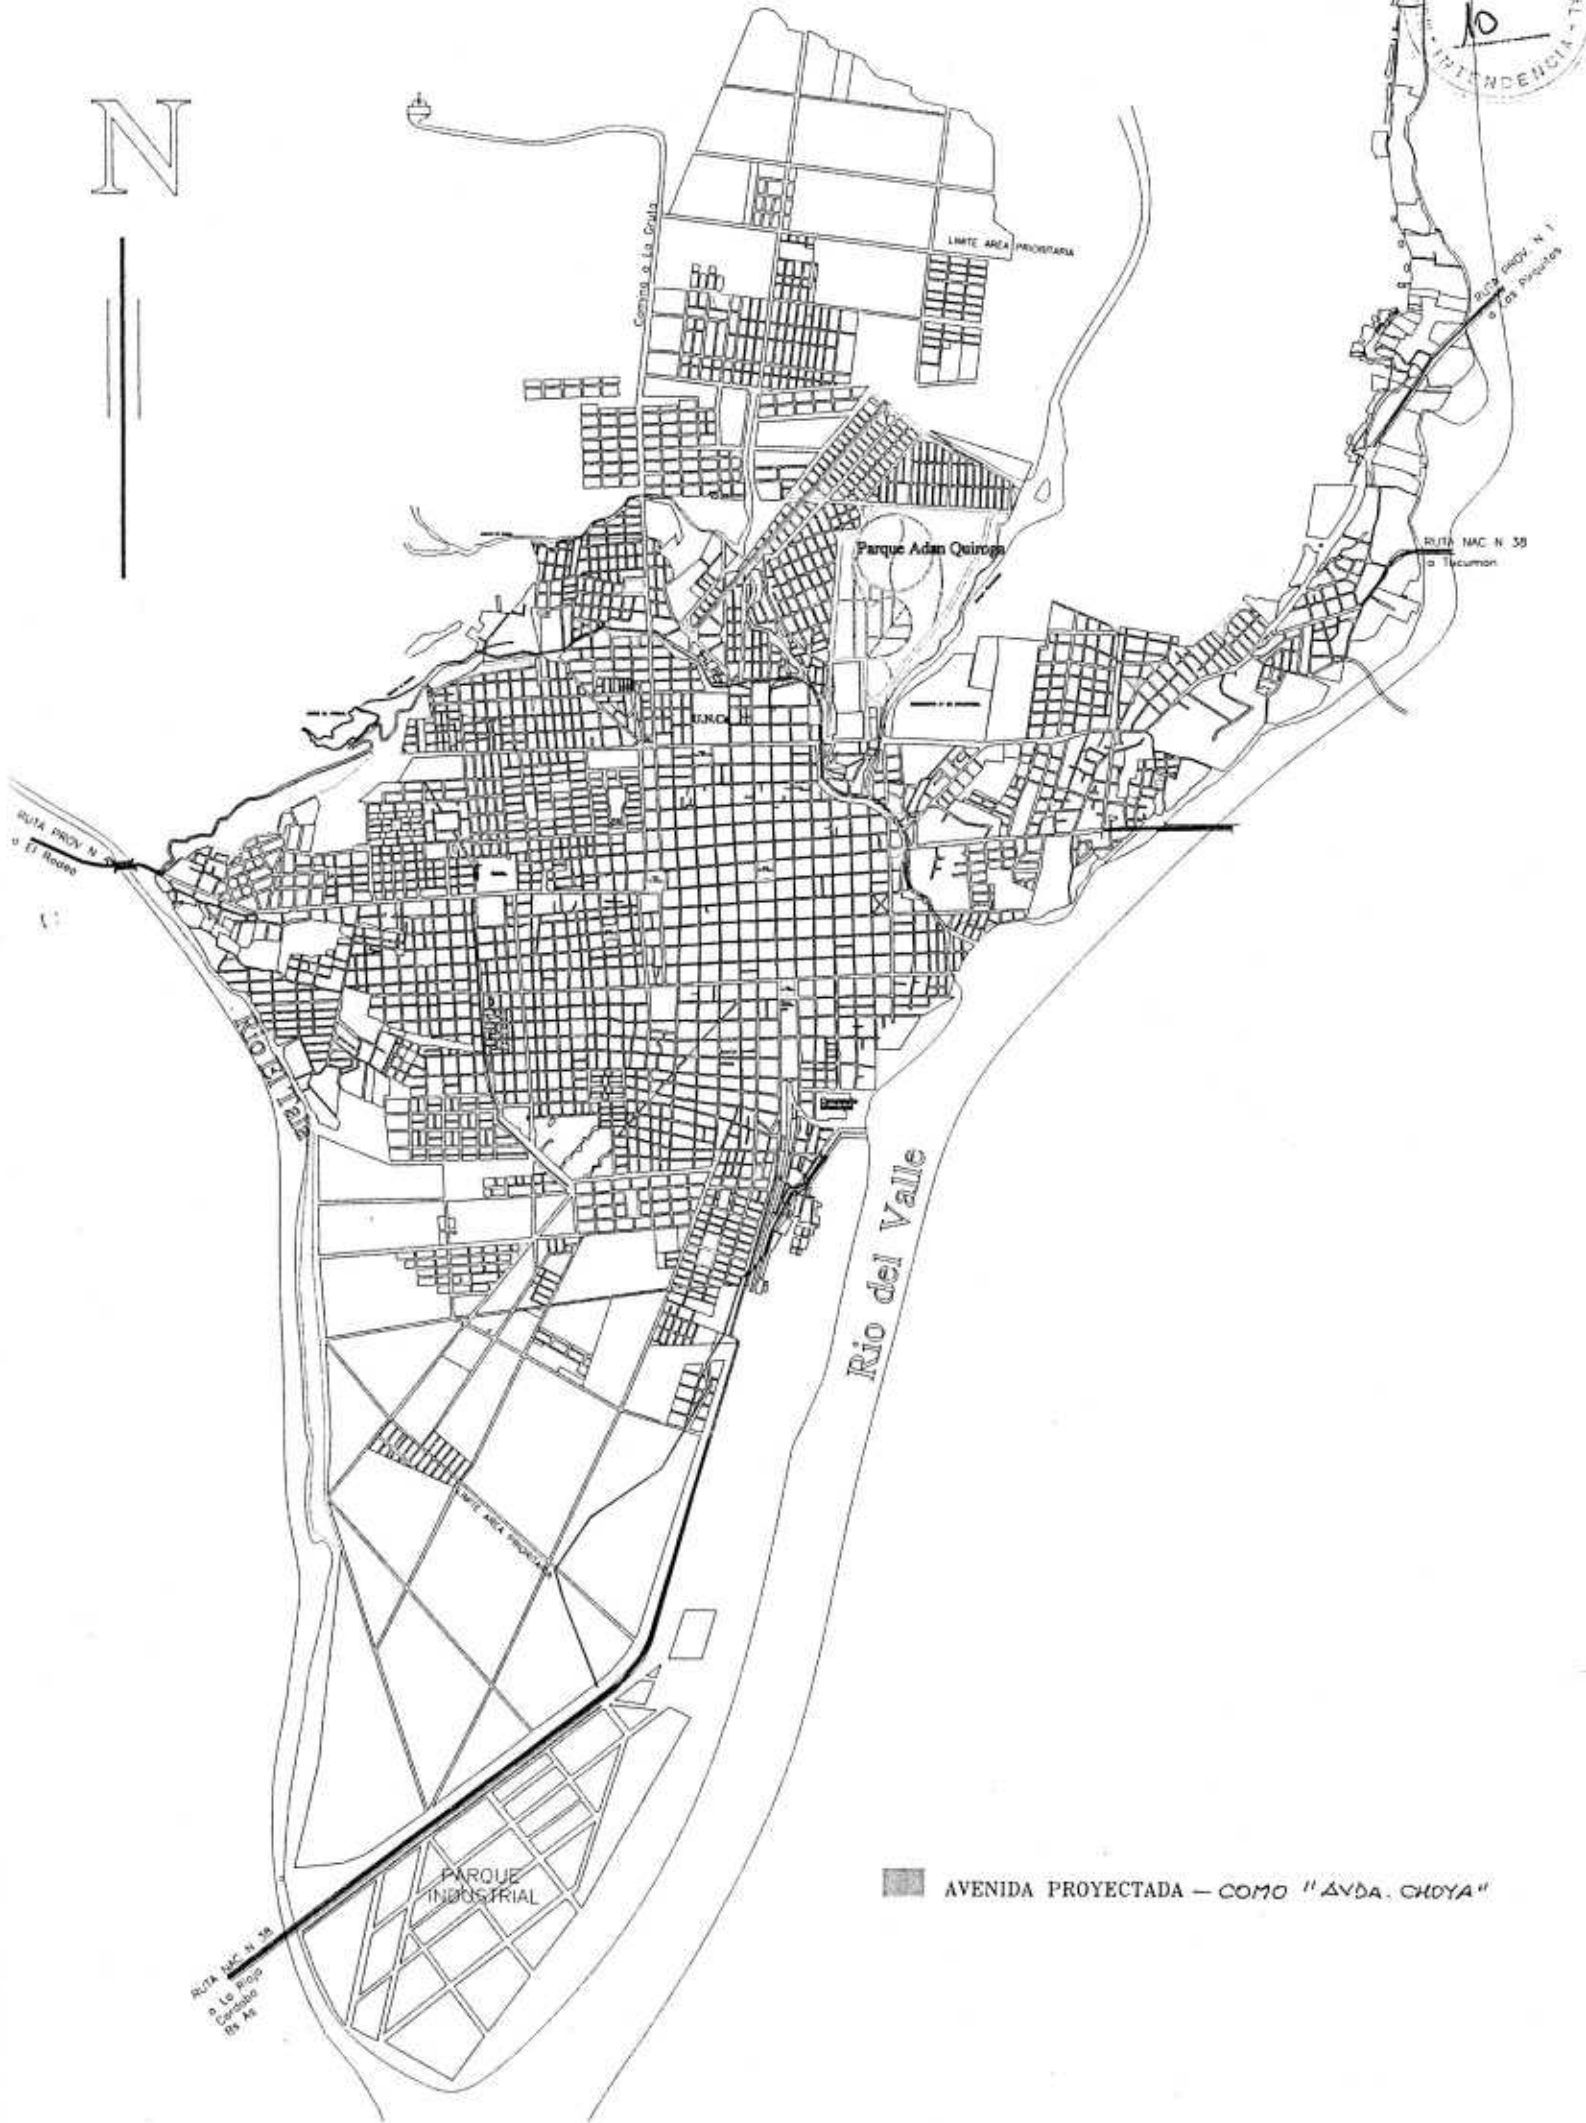 10
INTENDENCIA
N
Camino a La Gruta
LIMITE AREA PRIORITARIA
RUTA PROV. N 1
a Las Pirquitas
Parque Adan Quiroga
RUTA NAC N 38
a Tucuman
U.N.Ca
RUTA PROV N
a El Rodeo
Rio El Tala
Rio del Valle
LIMITE AREA PRIORITARIA
PARQUE
INDUSTRIAL
AVENIDA PROYECTADA — COMO "AVDA. CHOYA"
RUTA NAC N 38
a La Rioja
Cordoba
Bs As